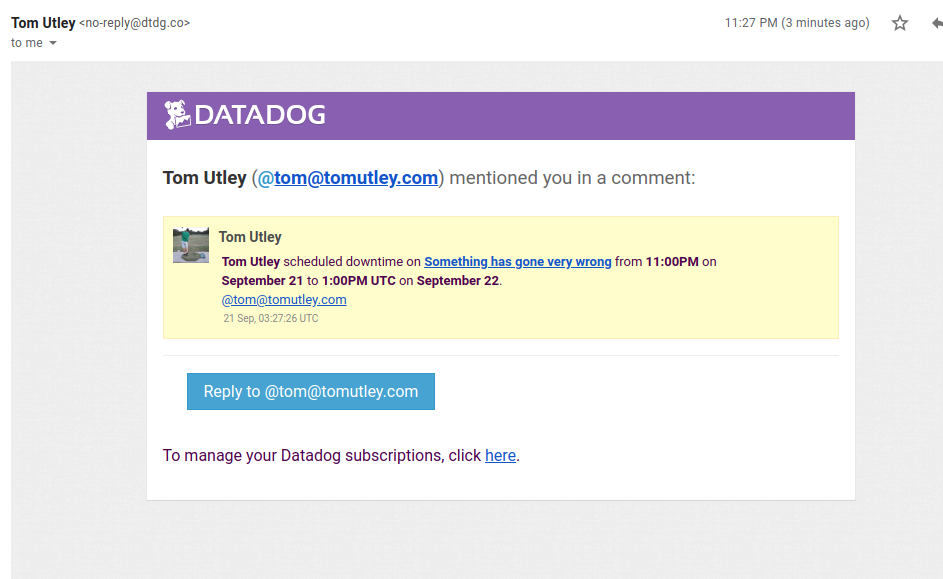 Tom Utley <no-reply@dtdg.co>
11:27 PM (3 minutes ago)
to me
DATADOG
Tom Utley (@tom@tomutley.com) mentioned you in a comment:
Tom Utley
Tom Utley scheduled downtime on Something has gone very wrong from 11:00PM on
September 21 to 1:00PM UTC on September 22.
@tom@tomutley.com
21 Sep, 03:27:26 UTC
Reply to @tom@tomutley.com
To manage your Datadog subscriptions, click here.